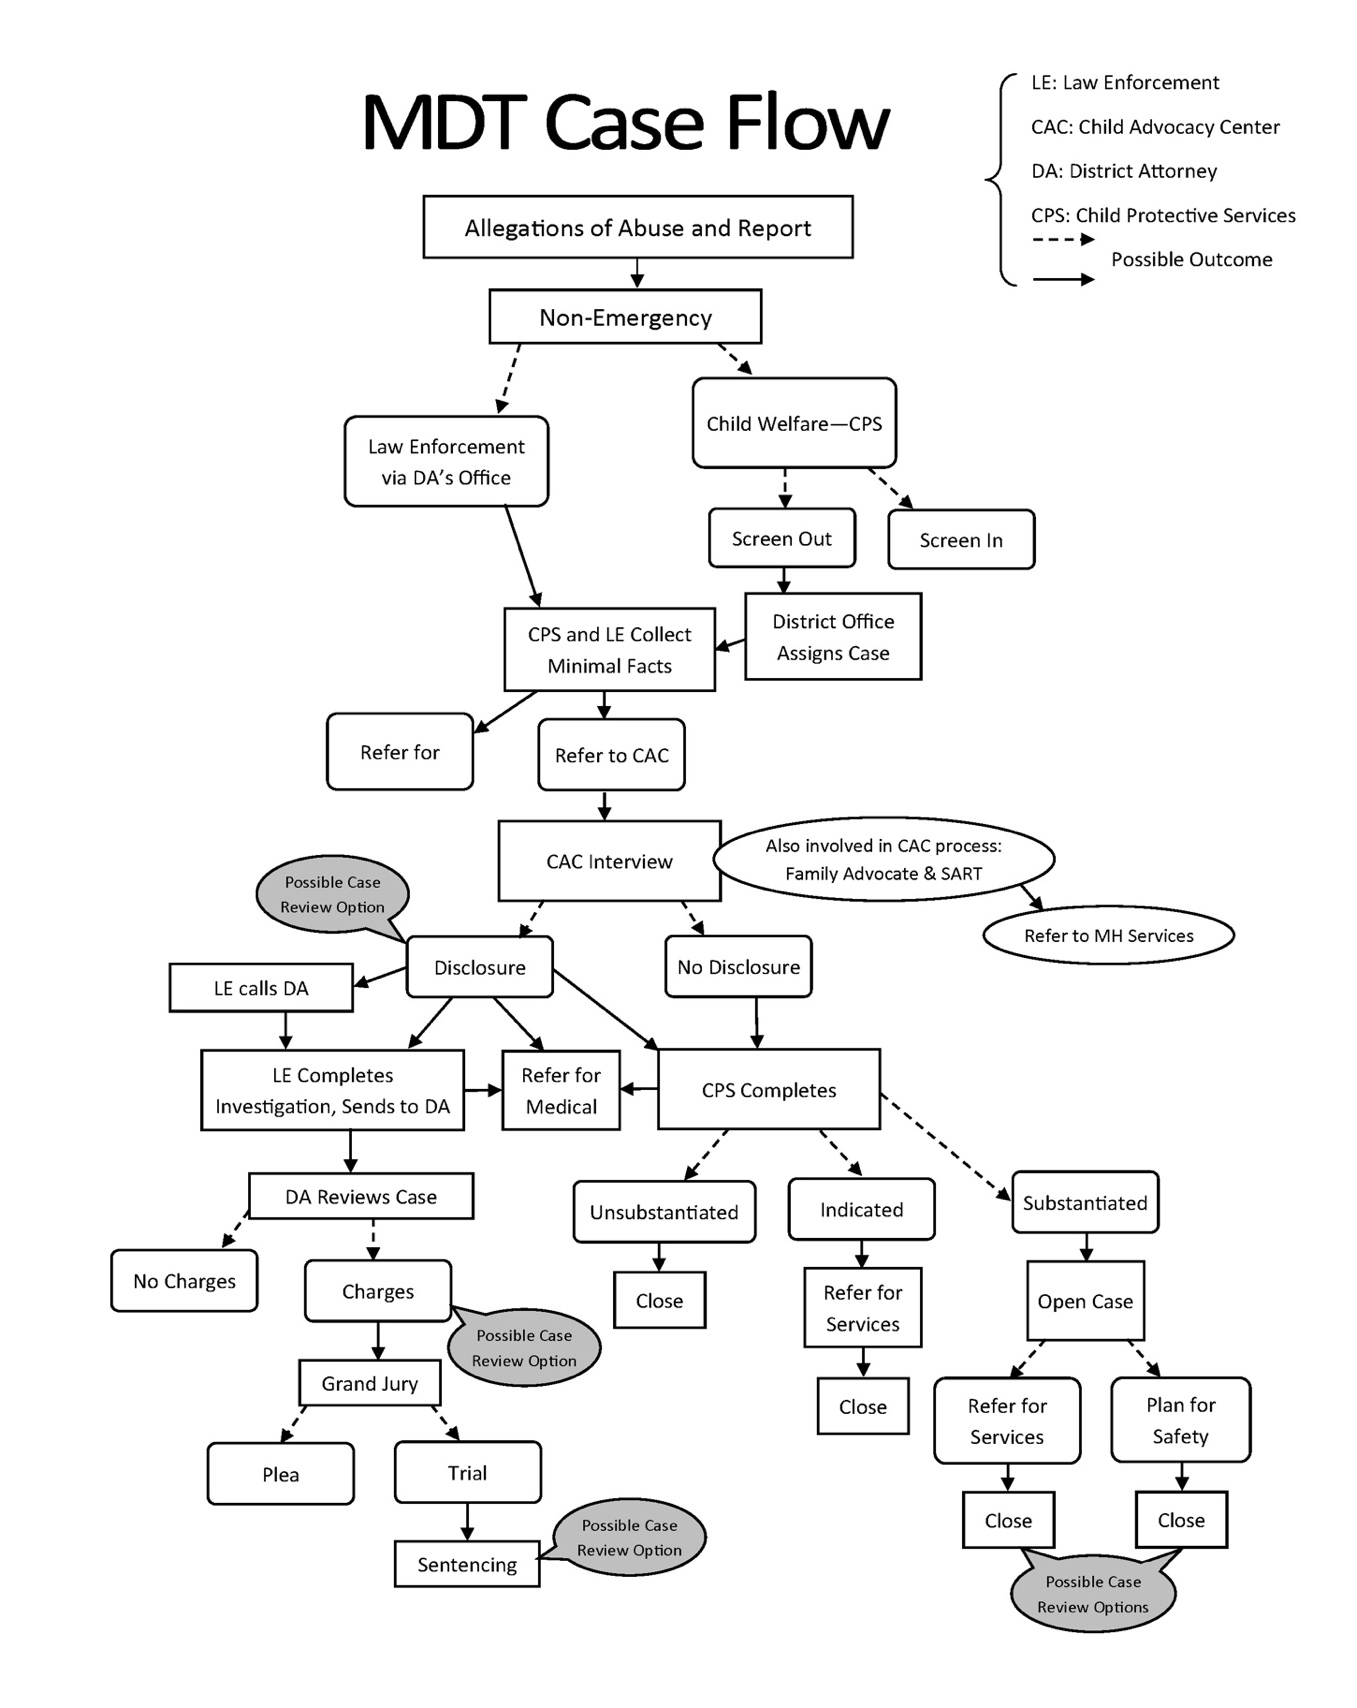 MDT Case Flow
LE: Law Enforcement
CAC: Child Advocacy Center
DA: District Attorney
CPS: Child Protective Services
Possible Outcome
Allegations of Abuse and Report
Non-Emergency
Law Enforcement
via DA’s Office
Child Welfare—CPS
Screen Out
Screen In
CPS and LE Collect
Minimal Facts
District Office
Assigns Case
Refer for
Refer to CAC
CAC Interview
Also involved in CAC process:
Family Advocate & SART
Refer to MH Services
Possible Case
Review Option
Disclosure
No Disclosure
LE calls DA
LE Completes
Investigation, Sends to DA
Refer for
Medical
CPS Completes
DA Reviews Case
Unsubstantiated
Indicated
Substantiated
No Charges
Charges
Close
Refer for
Services
Open Case
Possible Case
Review Option
Grand Jury
Close
Refer for
Services
Plan for
Safety
Plea
Trial
Close
Close
Sentencing
Possible Case
Review Option
Possible Case
Review Options